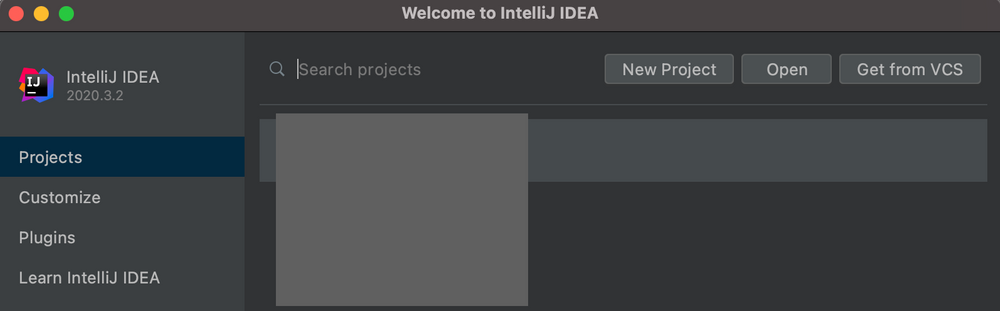 Welcome to IntelliJ IDEA
IJ
IntelliJ IDEA
2020.3.2
Search projects
New Project
Open
Get from VCS
Projects
Customize
Plugins
Learn IntelliJ IDEA